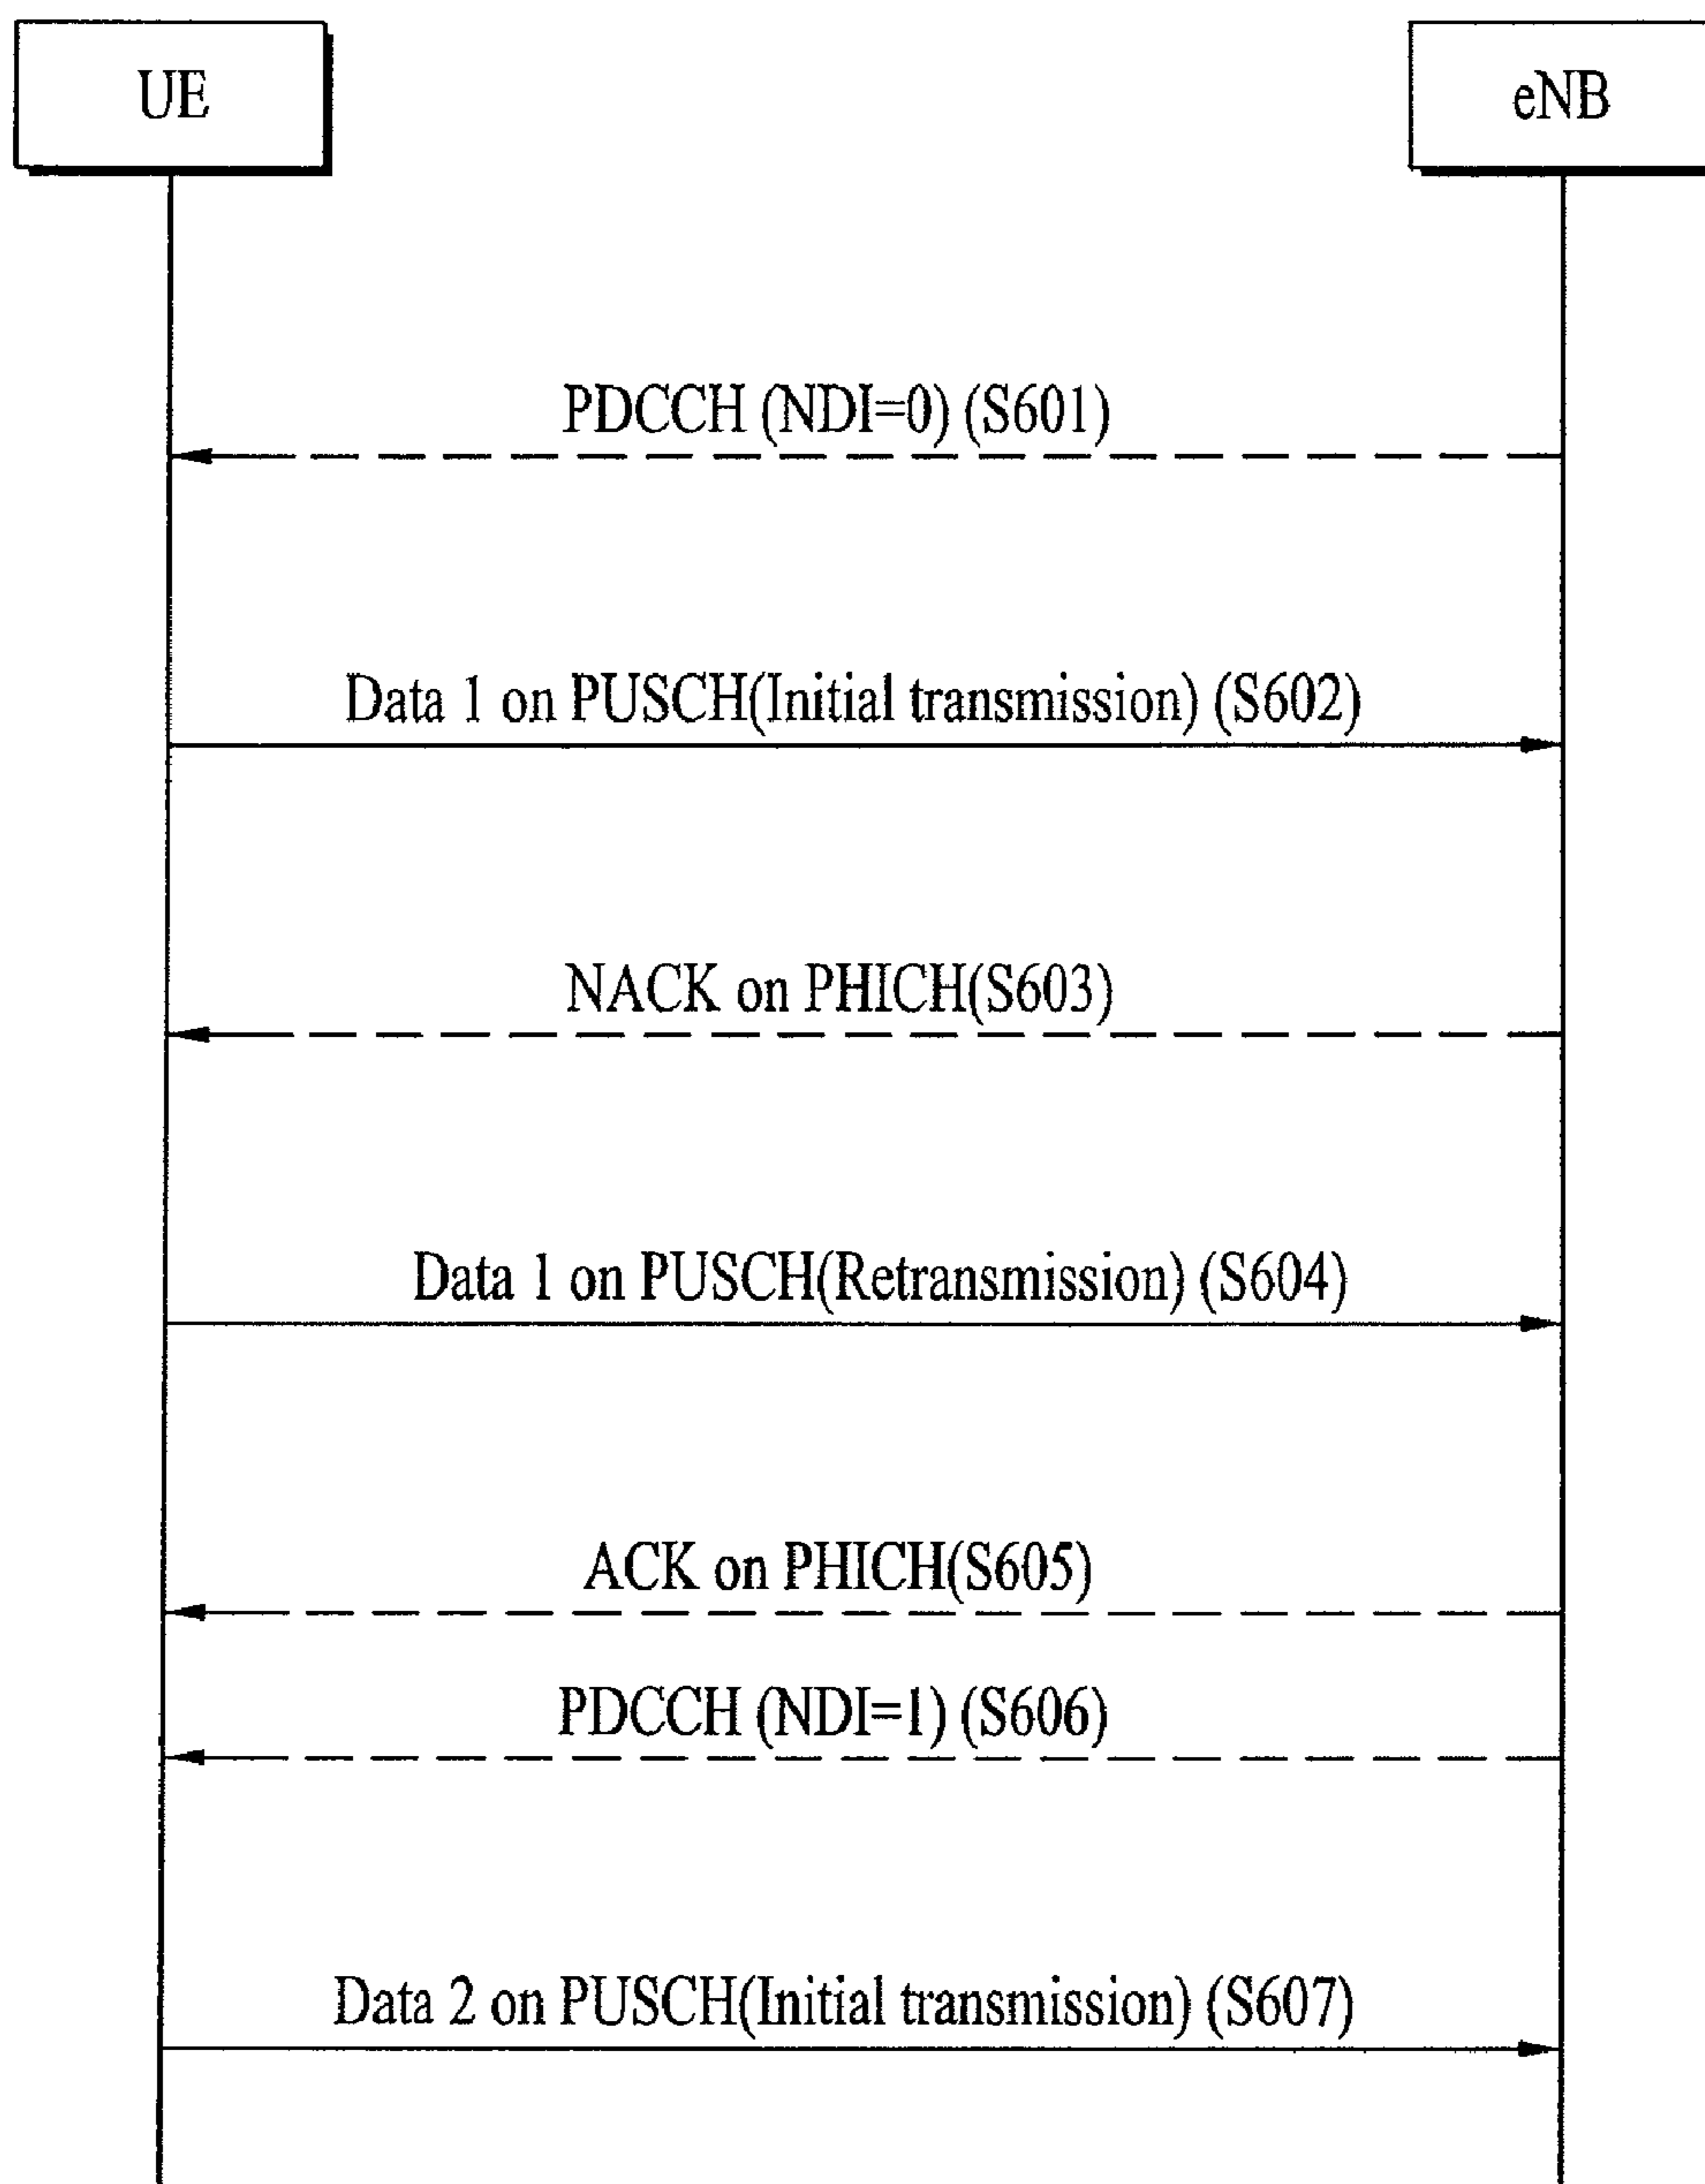 UE
eNB
PDCCH (NDI=0) (S601)
Data 1 on PUSCH(Initial transmission) (S602)
NACK on PHICH(S603)
Data 1 on PUSCH(Retransmission) (S604)
ACK on PHICH(S605)
PDCCH (NDI=1) (S606)
Data 2 on PUSCH(Initial transmission) (S607)